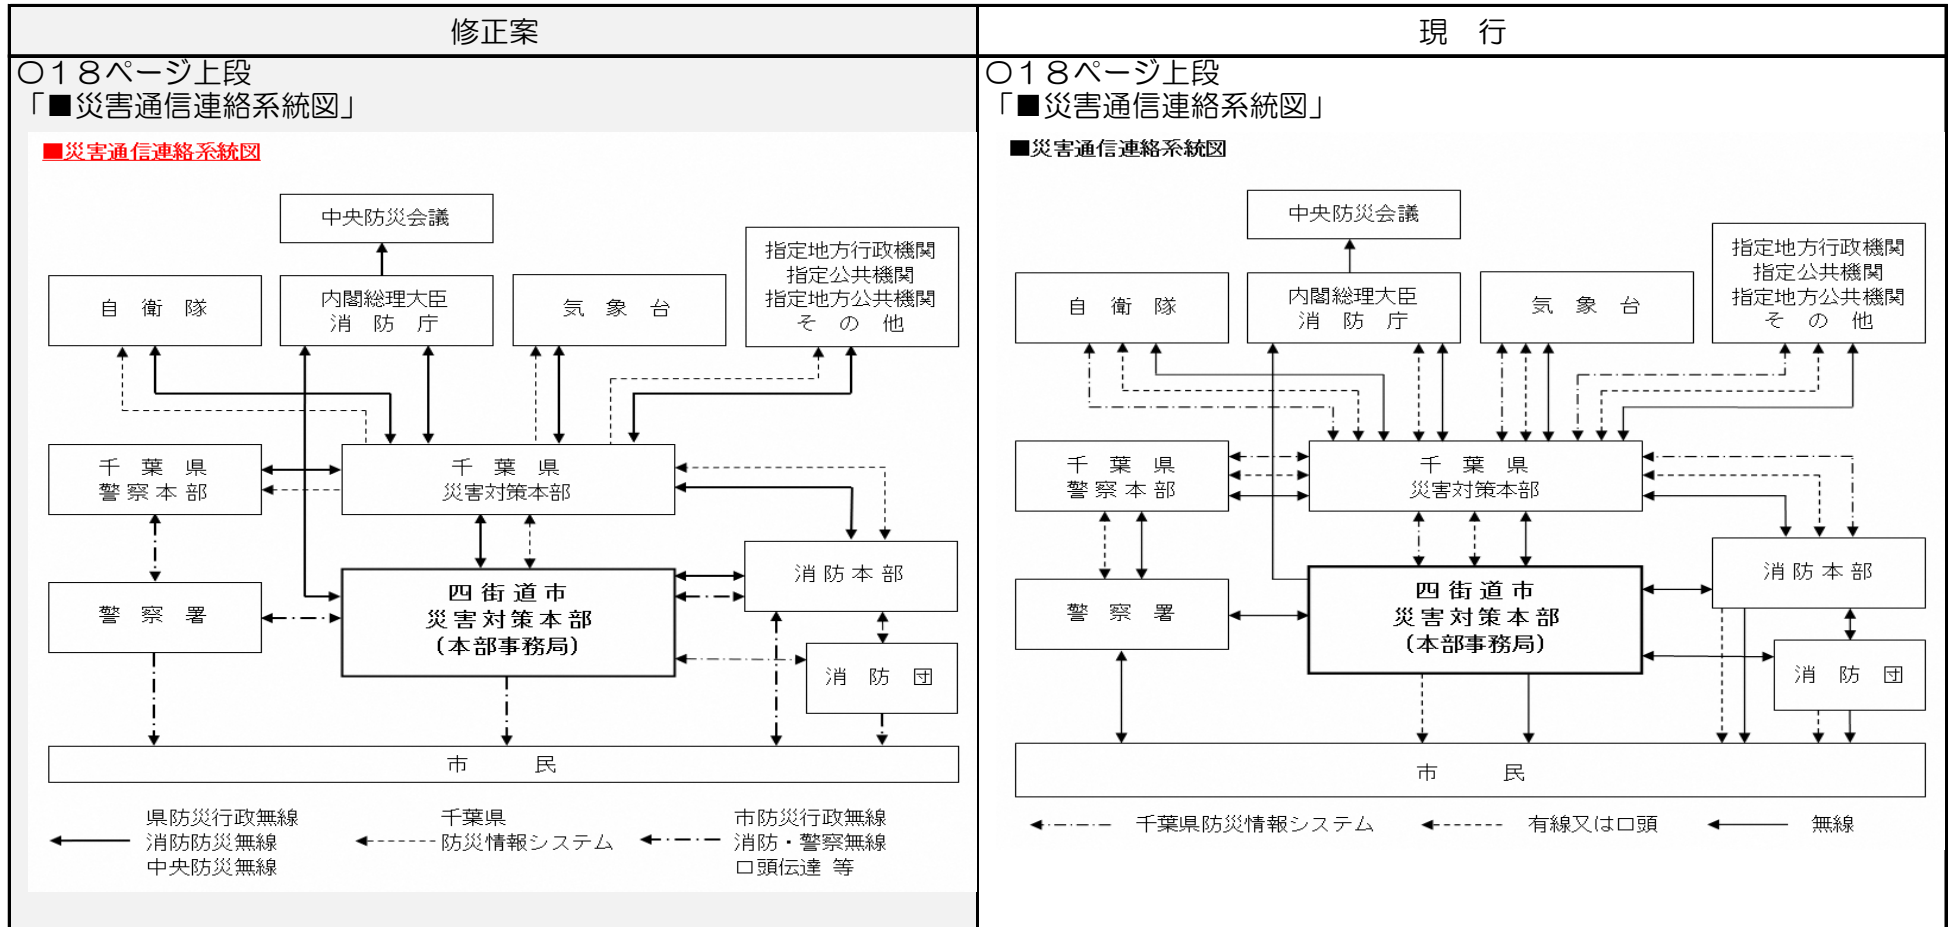 修正案
〇１８ページ上段
「■災害通信連絡系統図」
■災害通信連絡系統図
中央防災会議
自 衛 隊
内閣総理大臣
消 防 庁
気 象 台
指定地方行政機関
指定公共機関
指定地方公共機関
そ の 他
千 葉 県
警察本部
千 葉 県
災害対策本部
警 察 署
四街道市
災害対策本部
(本部事務局)
消防本部
消 防 団
市 民
県防災行政無線
消防防災無線
中央防災無線
千葉県
防災情報システム
市防災行政無線
消防・警察無線
口頭伝達 等
現 行
〇１８ページ上段
「■災害通信連絡系統図」
■災害通信連絡系統図
中央防災会議
自 衛 隊
内閣総理大臣
消 防 庁
気 象 台
指定地方行政機関
指定公共機関
指定地方公共機関
そ の 他
千 葉 県
警察本部
千 葉 県
災害対策本部
警 察 署
四街道市
災害対策本部
(本部事務局)
消防本部
消 防 団
市 民
千葉県防災情報システム
有線又は口頭
無線